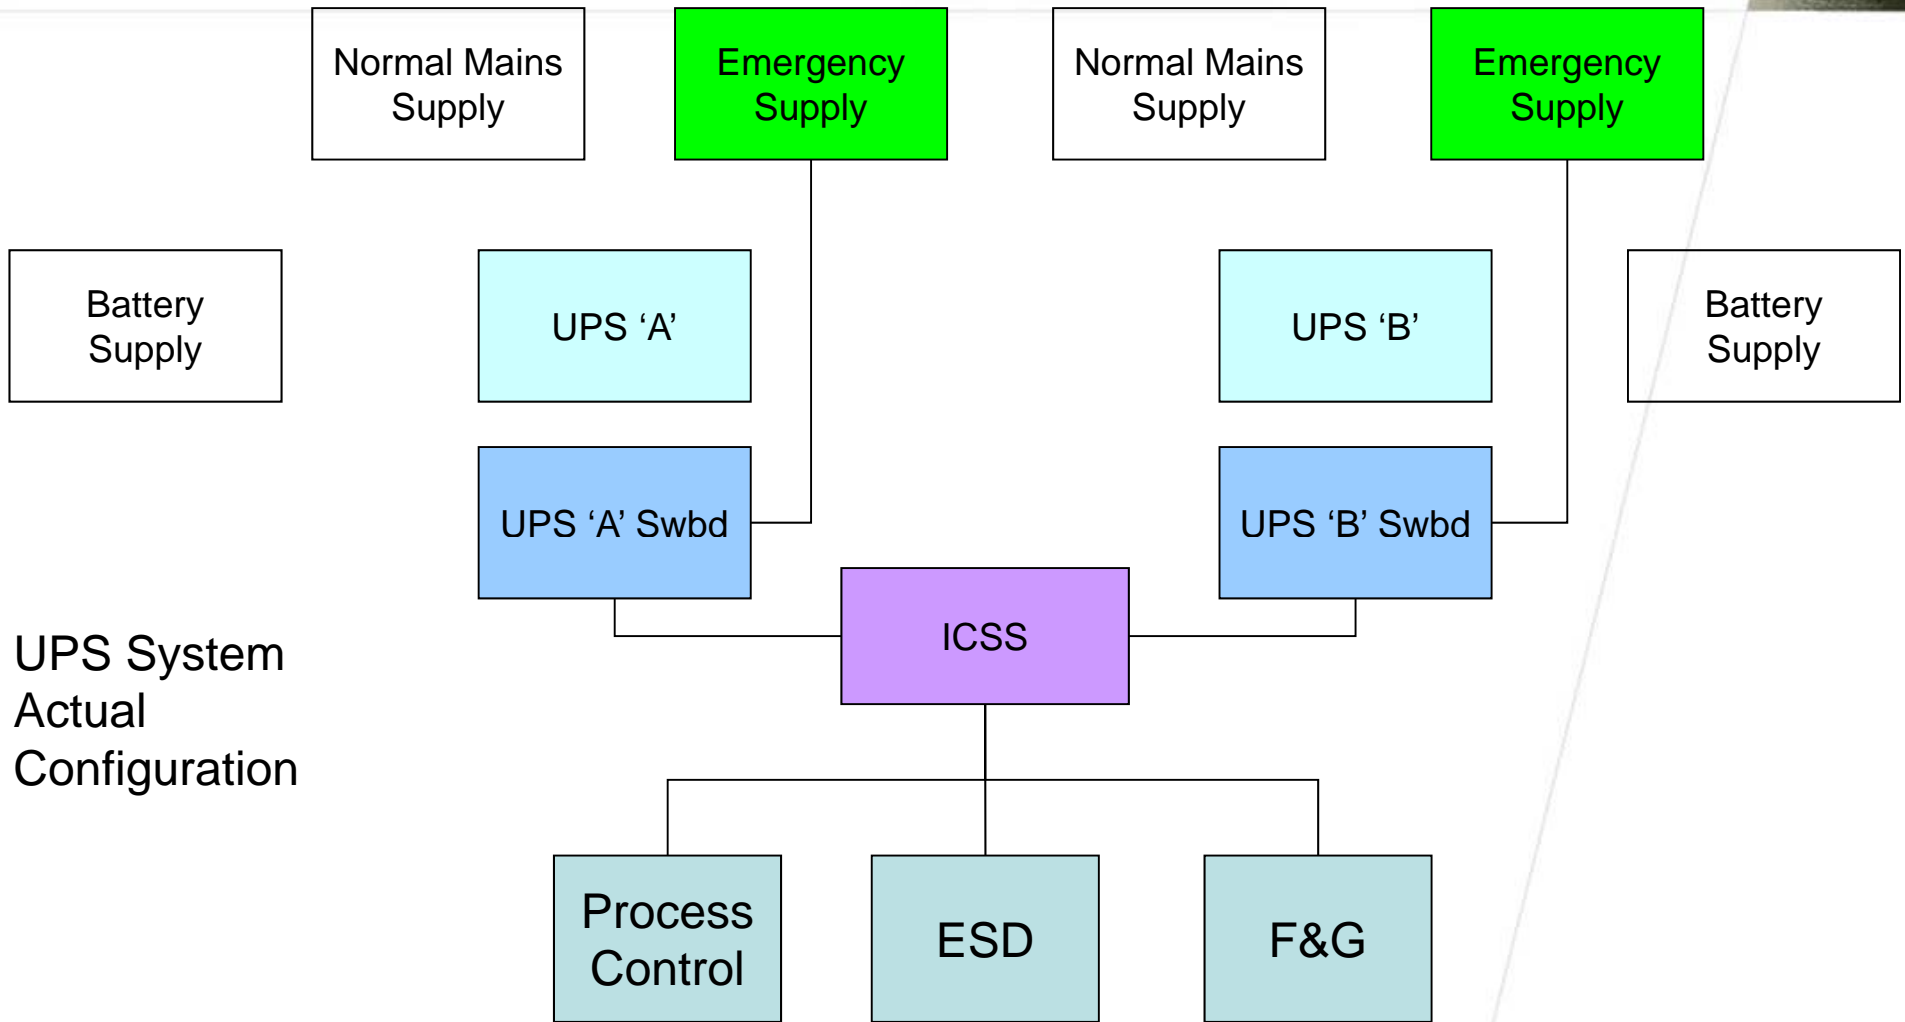 Normal Mains
Supply
Emergency
Supply
Normal Mains
Supply
Emergency
Supply
Battery
Supply
UPS ‘A’
UPS ‘B’
Battery
Supply
UPS ‘A’ Swbd
UPS ‘B’ Swbd
ICSS
UPS System
Actual
Configuration
Process
Control
ESD
F&G